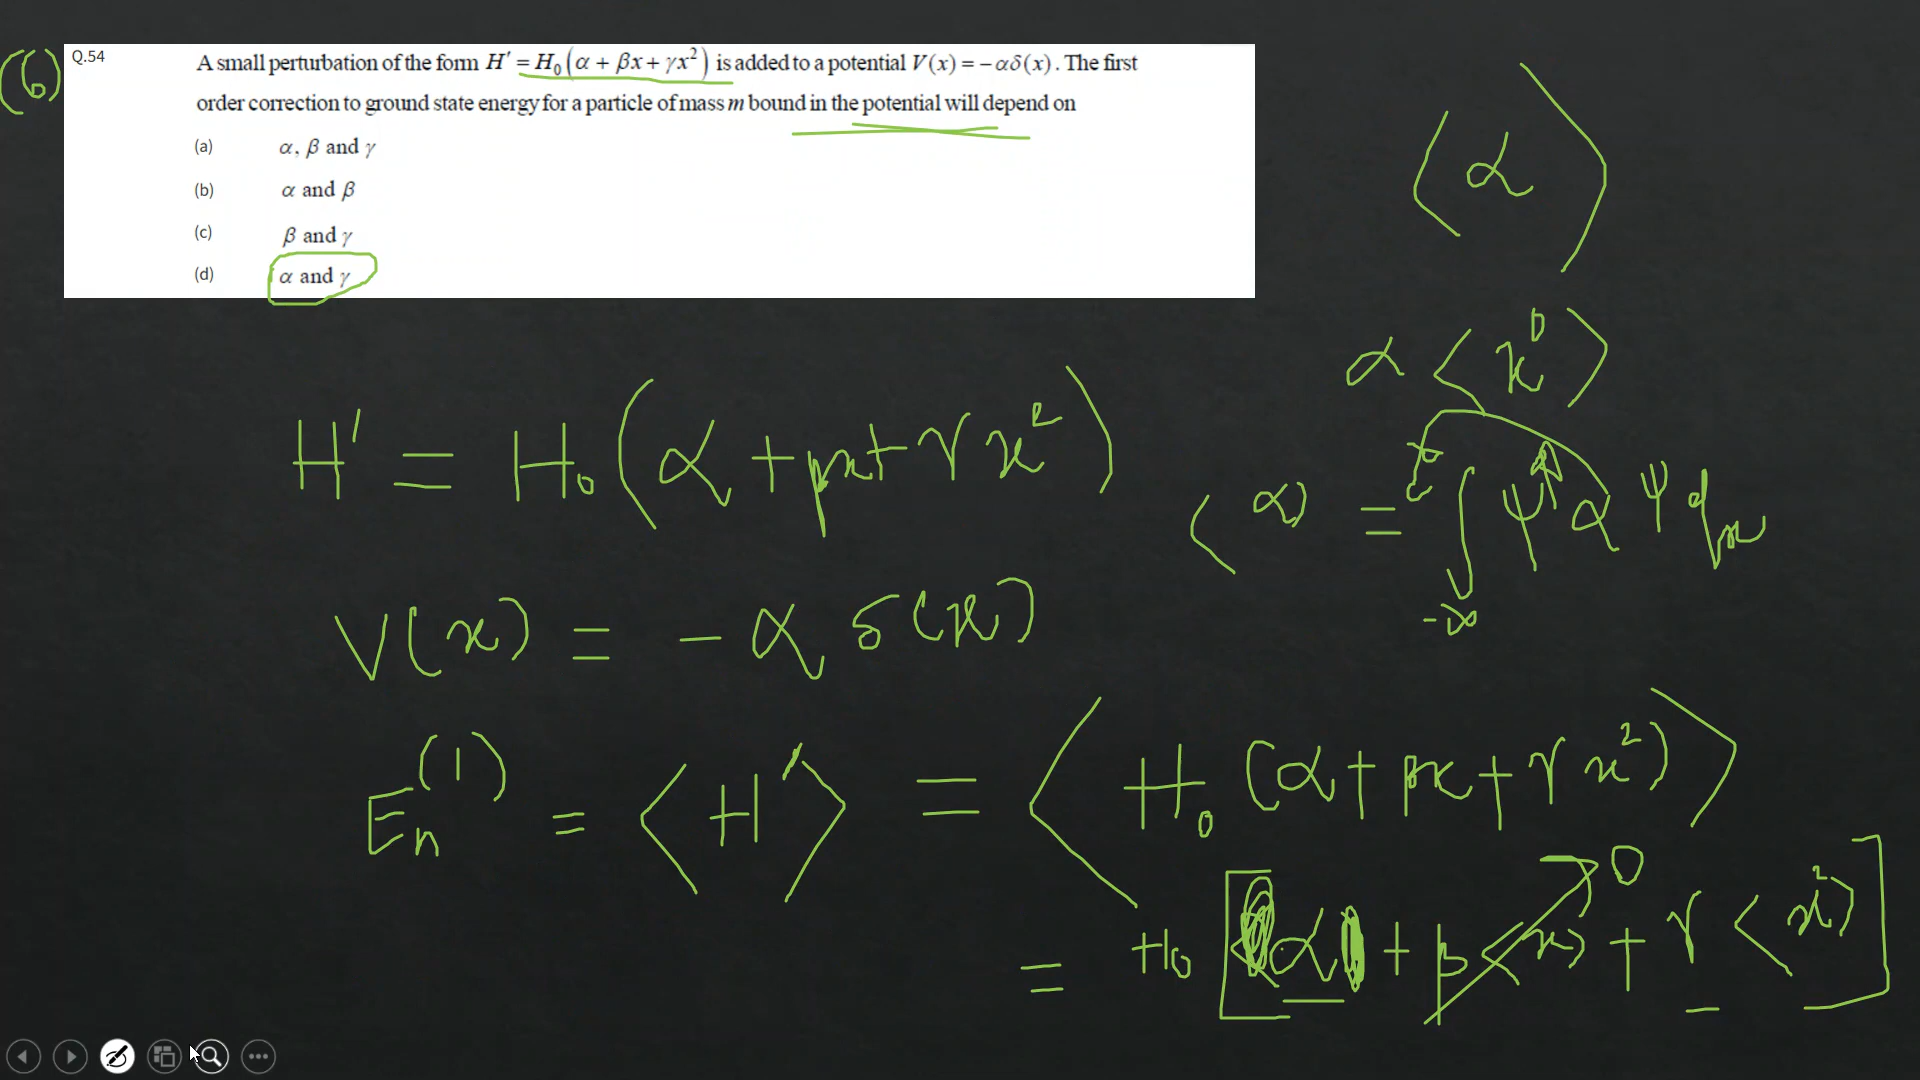 (6)
Q.54
A small perturbation of the form H′ = H₀(α + βx + γx²) is added to a potential V(x) = −αδ(x). The first
order correction to ground state energy for a particle of mass m bound in the potential will depend on
(a) α, β and γ
(b) α and β
(c) β and γ
(d) α and γ
⟨α⟩
α⟨x⁰⟩
H′ = H₀(α + βx + γx²)
⟨α⟩ = ∫ ψ* α ψ dx
-∞
V(x) = −α δ(x)
Eₙ⁽¹⁾ = ⟨H′⟩ = ⟨H₀(α + βx + γx²)⟩
= H₀[α + β⟨x⟩ + γ⟨x²⟩]
0